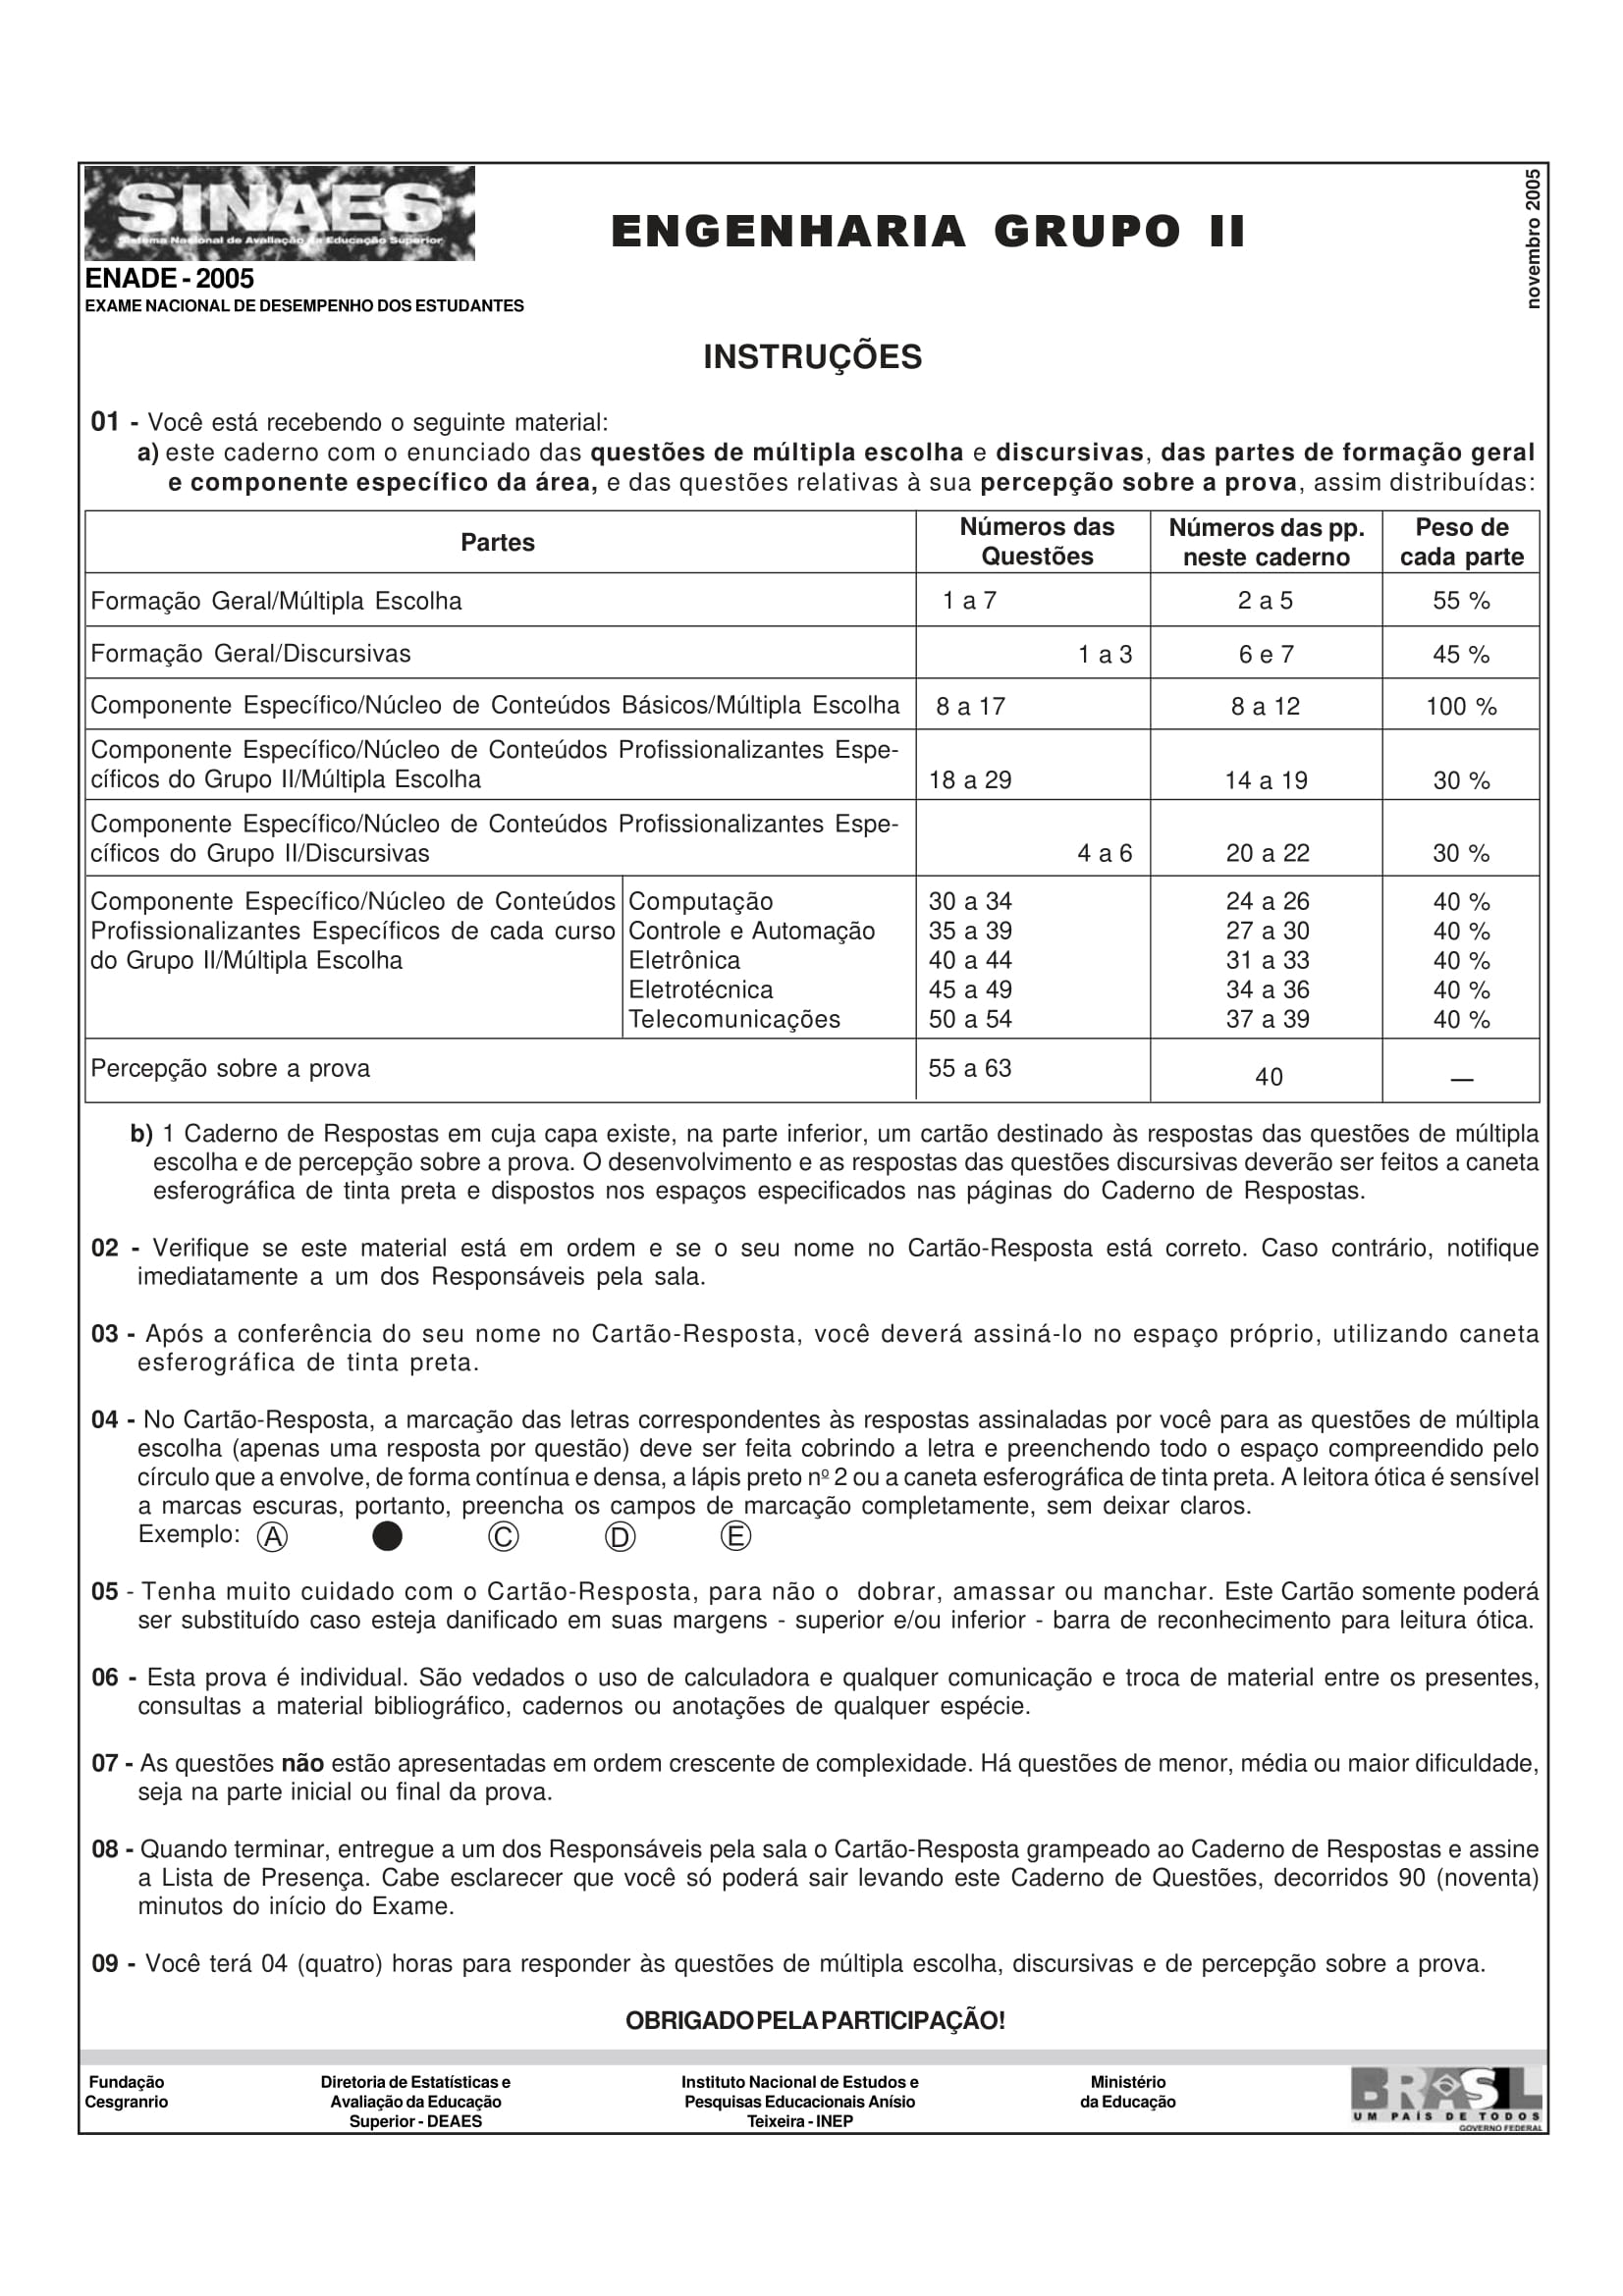 SINAES
Sistema Nacional de Avaliação da Educação Superior
ENGENHARIA GRUPO II
novembro 2005
ENADE - 2005
EXAME NACIONAL DE DESEMPENHO DOS ESTUDANTES
INSTRUÇÕES
01 - Você está recebendo o seguinte material:
a) este caderno com o enunciado das questões de múltipla escolha e discursivas, das partes de formação geral
e componente específico da área, e das questões relativas à sua percepção sobre a prova, assim distribuídas:
Partes Números das Questões Números das pp. neste caderno Peso de cada parte
Formação Geral/Múltipla Escolha 1 a 7 2 a 5 55 %
Formação Geral/Discursivas 1 a 3 6 e 7 45 %
Componente Específico/Núcleo de Conteúdos Básicos/Múltipla Escolha 8 a 17 8 a 12 100 %
Componente Específico/Núcleo de Conteúdos Profissionalizantes Espe-
cíficos do Grupo II/Múltipla Escolha 18 a 29 14 a 19 30 %
Componente Específico/Núcleo de Conteúdos Profissionalizantes Espe-
cíficos do Grupo II/Discursivas 4 a 6 20 a 22 30 %
Componente Específico/Núcleo de Conteúdos Computação 30 a 34 24 a 26 40 %
Profissionalizantes Específicos de cada curso Controle e Automação 35 a 39 27 a 30 40 %
do Grupo II/Múltipla Escolha Eletrônica 40 a 44 31 a 33 40 %
Eletrotécnica 45 a 49 34 a 36 40 %
Telecomunicações 50 a 54 37 a 39 40 %
Percepção sobre a prova 55 a 63 40 —
b) 1 Caderno de Respostas em cuja capa existe, na parte inferior, um cartão destinado às respostas das questões de múltipla
escolha e de percepção sobre a prova. O desenvolvimento e as respostas das questões discursivas deverão ser feitos a caneta
esferográfica de tinta preta e dispostos nos espaços especificados nas páginas do Caderno de Respostas.
02 - Verifique se este material está em ordem e se o seu nome no Cartão-Resposta está correto. Caso contrário, notifique
imediatamente a um dos Responsáveis pela sala.
03 - Após a conferência do seu nome no Cartão-Resposta, você deverá assiná-lo no espaço próprio, utilizando caneta
esferográfica de tinta preta.
04 - No Cartão-Resposta, a marcação das letras correspondentes às respostas assinaladas por você para as questões de múltipla
escolha (apenas uma resposta por questão) deve ser feita cobrindo a letra e preenchendo todo o espaço compreendido pelo
círculo que a envolve, de forma contínua e densa, a lápis preto nº 2 ou a caneta esferográfica de tinta preta. A leitora ótica é sensível
a marcas escuras, portanto, preencha os campos de marcação completamente, sem deixar claros.
Exemplo: A C D E
05 - Tenha muito cuidado com o Cartão-Resposta, para não o dobrar, amassar ou manchar. Este Cartão somente poderá
ser substituído caso esteja danificado em suas margens - superior e/ou inferior - barra de reconhecimento para leitura ótica.
06 - Esta prova é individual. São vedados o uso de calculadora e qualquer comunicação e troca de material entre os presentes,
consultas a material bibliográfico, cadernos ou anotações de qualquer espécie.
07 - As questões não estão apresentadas em ordem crescente de complexidade. Há questões de menor, média ou maior dificuldade,
seja na parte inicial ou final da prova.
08 - Quando terminar, entregue a um dos Responsáveis pela sala o Cartão-Resposta grampeado ao Caderno de Respostas e assine
a Lista de Presença. Cabe esclarecer que você só poderá sair levando este Caderno de Questões, decorridos 90 (noventa)
minutos do início do Exame.
09 - Você terá 04 (quatro) horas para responder às questões de múltipla escolha, discursivas e de percepção sobre a prova.
OBRIGADO PELA PARTICIPAÇÃO!
Fundação
Cesgranrio
Diretoria de Estatísticas e
Avaliação da Educação
Superior - DEAES
Instituto Nacional de Estudos e
Pesquisas Educacionais Anísio
Teixeira - INEP
Ministério
da Educação
BRASIL
UM PAÍS DE TODOS
GOVERNO FEDERAL